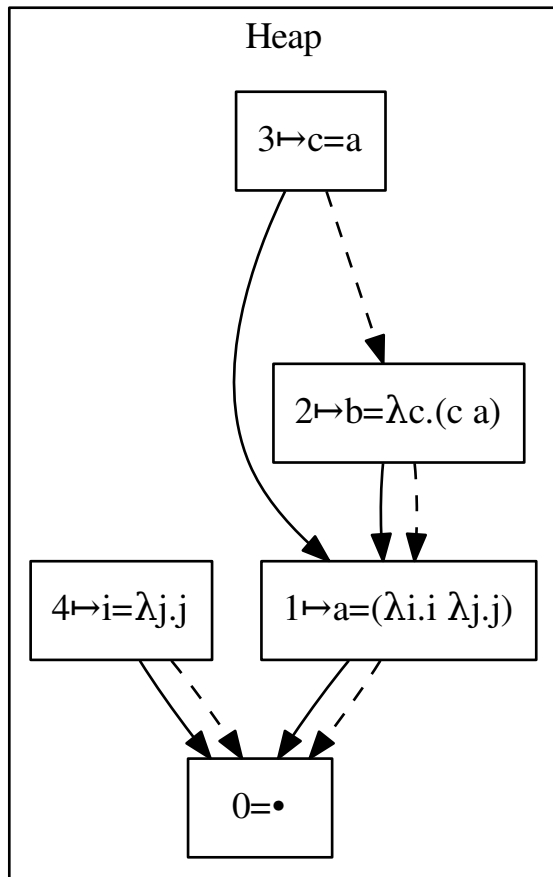 Heap
3↦c=a
2↦b=λc.(c a)
4↦i=λj.j
1↦a=(λi.i λj.j)
0=•